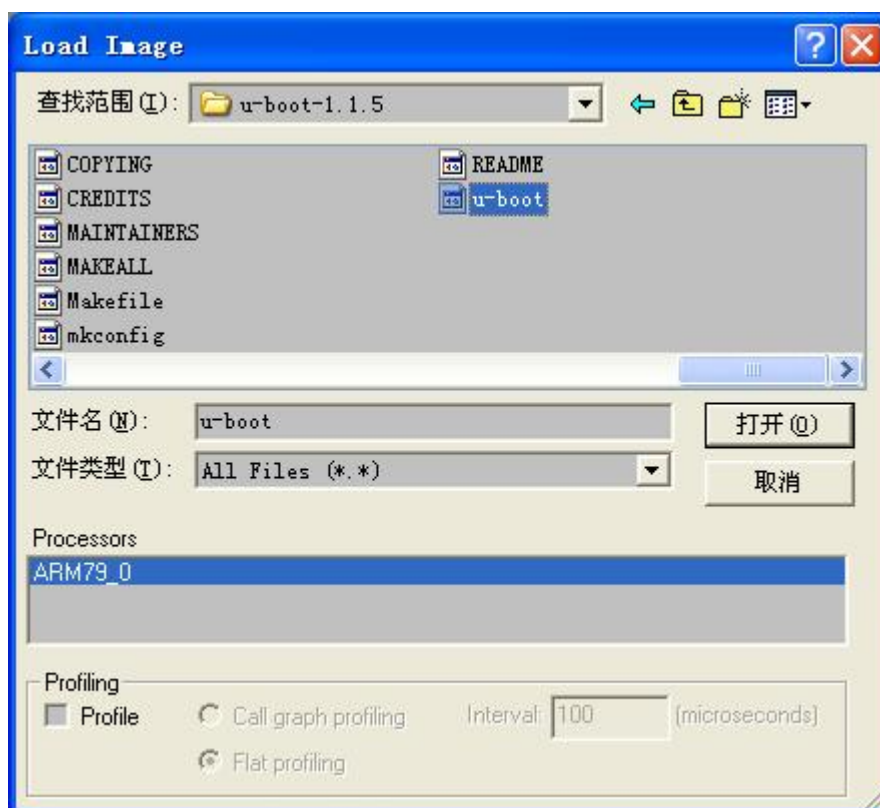 Load Image
查找范围(I): u-boot-1.1.5
COPYING README
CREDITS u-boot
MAINTAINERS
MAKEALL
Makefile
mkconfig
文件名(N): u-boot 打开(O)
文件类型(T): All Files (*.*) 取消
Processors
ARM79_0
Profiling
Profile Call graph profiling Interval: 100 (microseconds)
Flat profiling